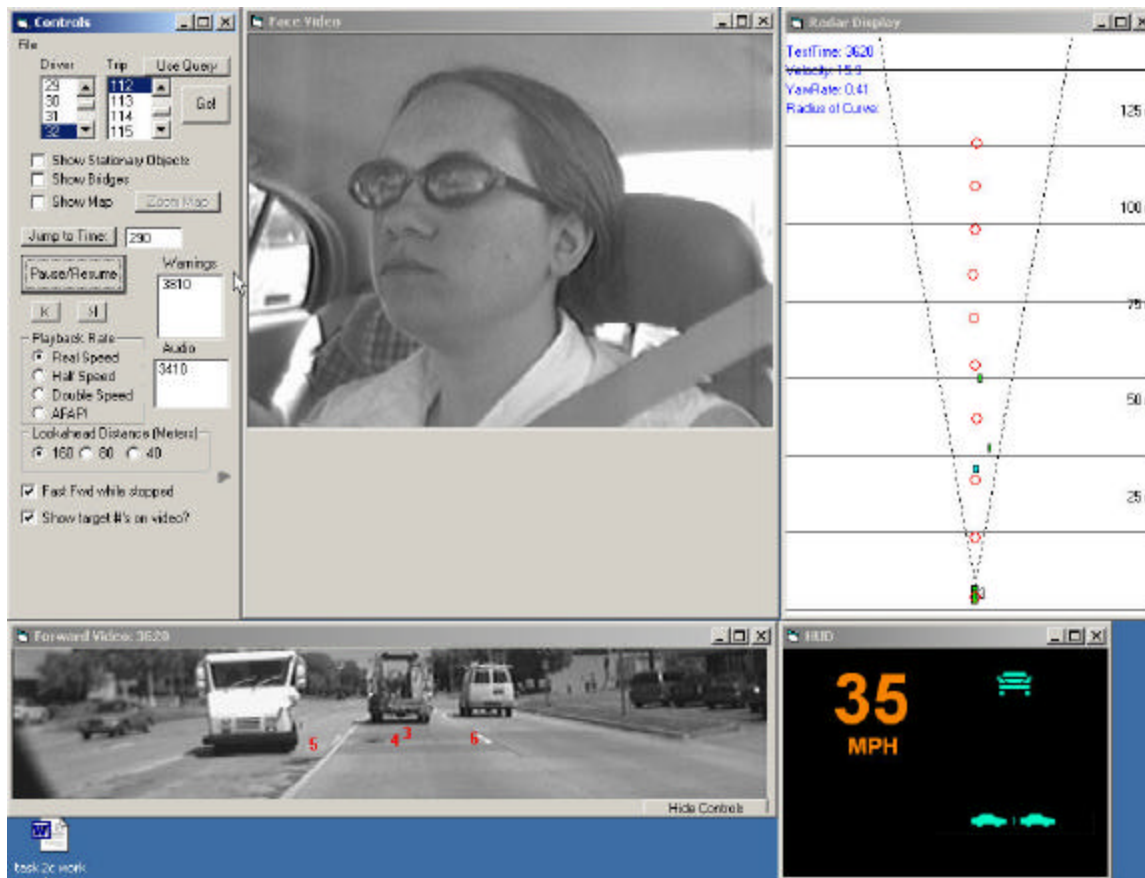 Controls
File
Driver Trip Use Query
29
30
31
32
112
113
114
115
Go!
Show Stationary Objects
Show Bridges
Show Map Zoom Map
Jump to Time: 290
Pause/Resume
Warnings
3810
Playback Rate
Real Speed
Half Speed
Double Speed
AFAP!
Audio
3410
Lookahead Distance (Meters)
160 80 40
Fast Fwd while stopped
Show target #'s on video?
Face Video
Radar Display
TestTime: 3620
Velocity: 15.9
YawRate: 0.41
Radius of Curve:
125
100
75
50
25
Forward Video: 3620
5 4 3 6
Hide Controls
HUD
35
MPH
task 2c work